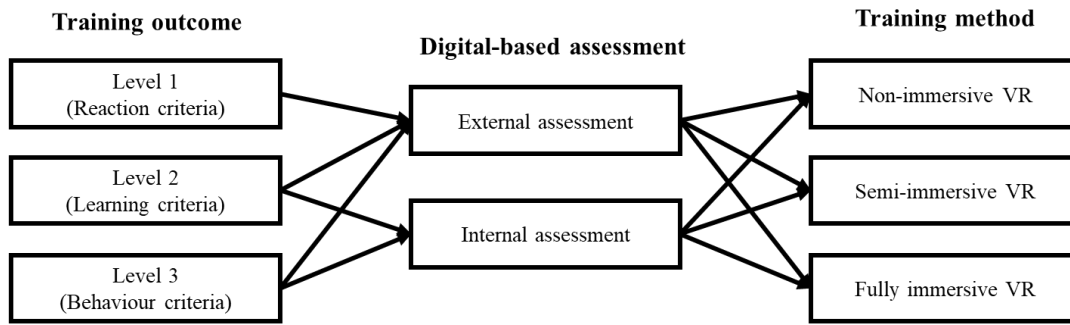 Training outcome
Level 1
(Reaction criteria)
Level 2
(Learning criteria)
Level 3
(Behaviour criteria)
Digital-based assessment
External assessment
Internal assessment
Training method
Non-immersive VR
Semi-immersive VR
Fully immersive VR